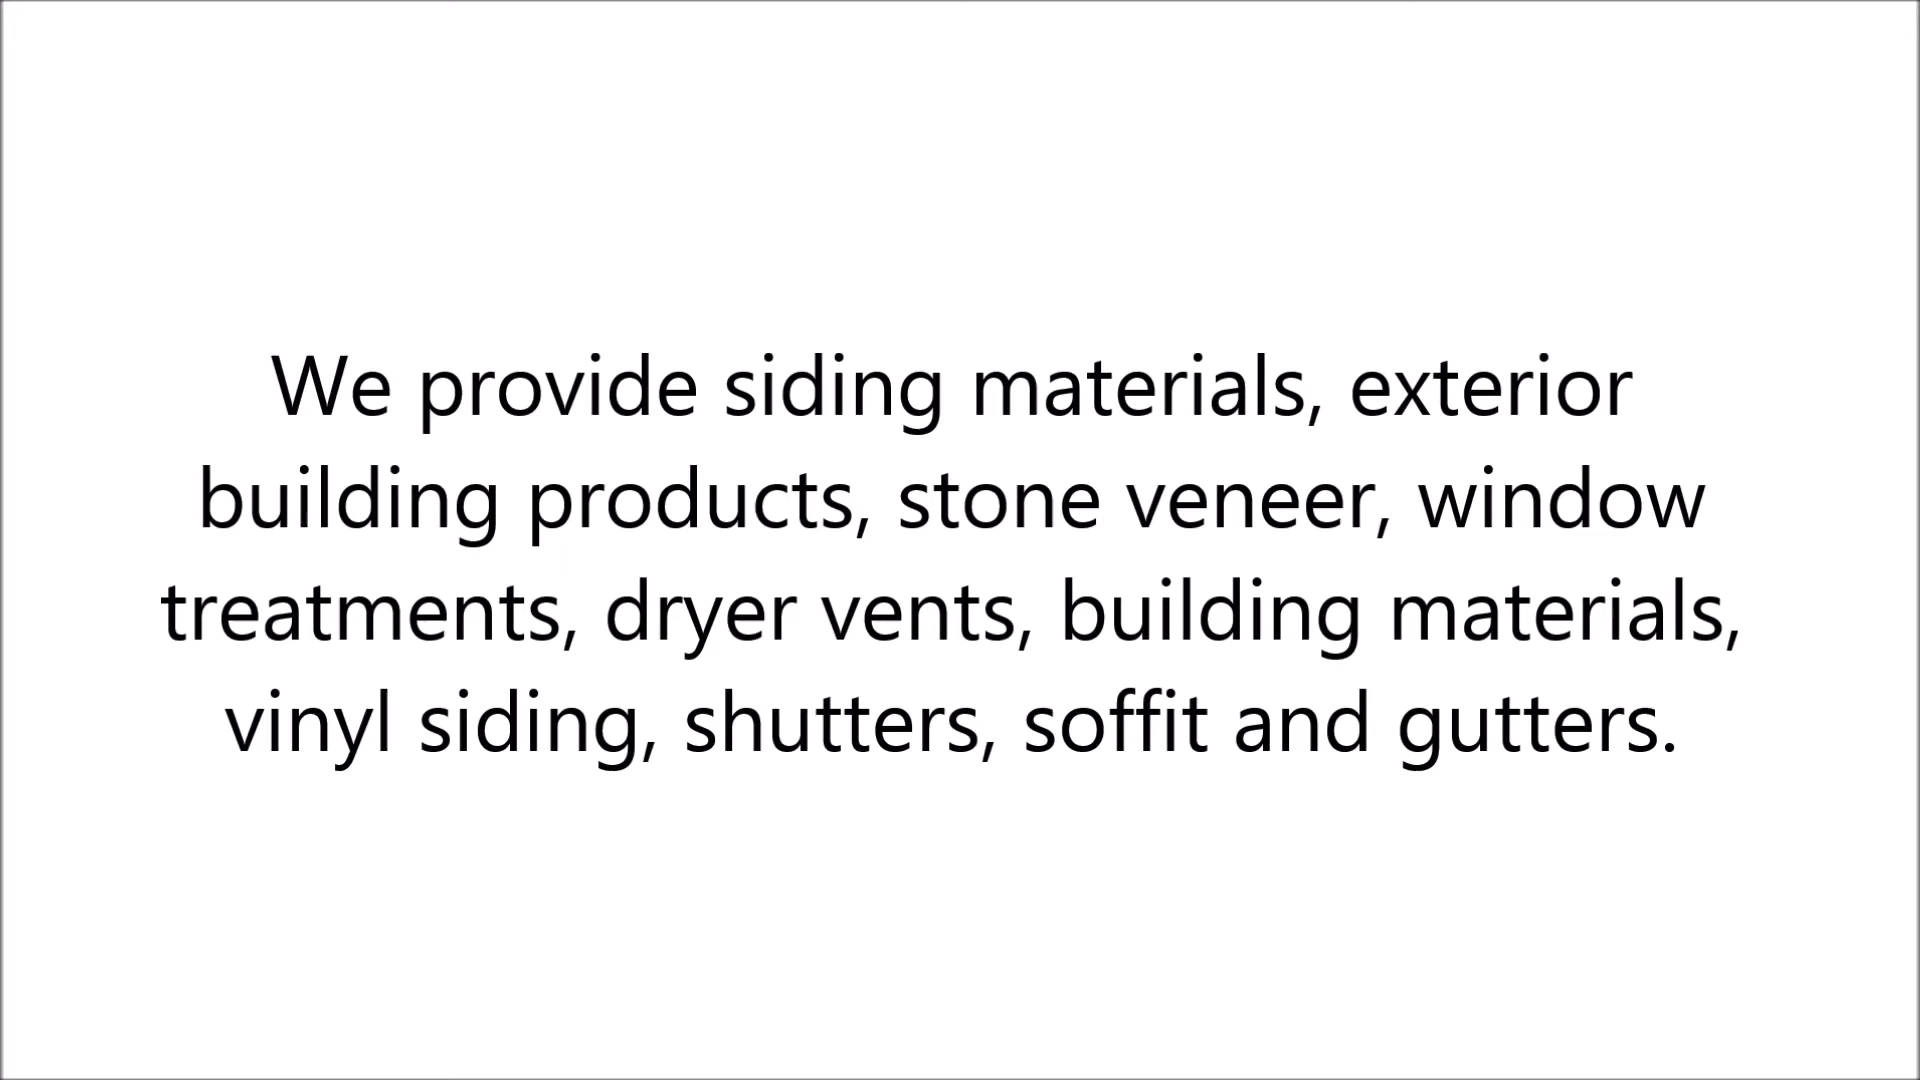 We provide siding materials, exterior
building products, stone veneer, window
treatments, dryer vents, building materials,
vinyl siding, shutters, soffit and gutters.